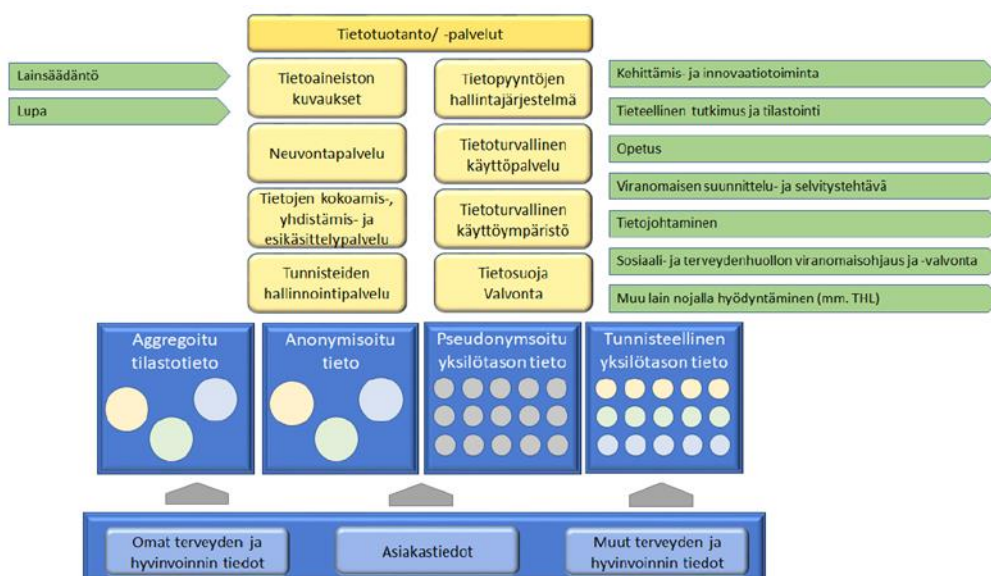 Tietotuotanto/ -palvelut
Lainsäädäntö
Lupa
Tietoaineiston
kuvaukset
Neuvontapalvelu
Tietojen kokoamis-,
yhdistämis- ja
esikäsittelypalvelu
Tunnisteiden
hallinnointipalvelu
Tietopyyntöjen
hallintajärjestelmä
Tietoturvallinen
käyttöpalvelu
Tietoturvallinen
käyttöympäristö
Tietosuoja
Valvonta
Kehittämis- ja innovaatiotoiminta
Tieteellinen tutkimus ja tilastointi
Opetus
Viranomaisen suunnittelu- ja selvitystehtävä
Tietojohtaminen
Sosiaali- ja terveydenhuollon viranomaisohjaus ja -valvonta
Muu lain nojalla hyödyntäminen (mm. THL)
Aggregoitu
tilastotieto
Anonymisoitu
tieto
Pseudonymsoitu
yksilötason tieto
Tunnisteellinen
yksilötason tieto
Omat terveyden ja
hyvinvoinnin tiedot
Asiakastiedot
Muut terveyden ja
hyvinvoinnin tiedot